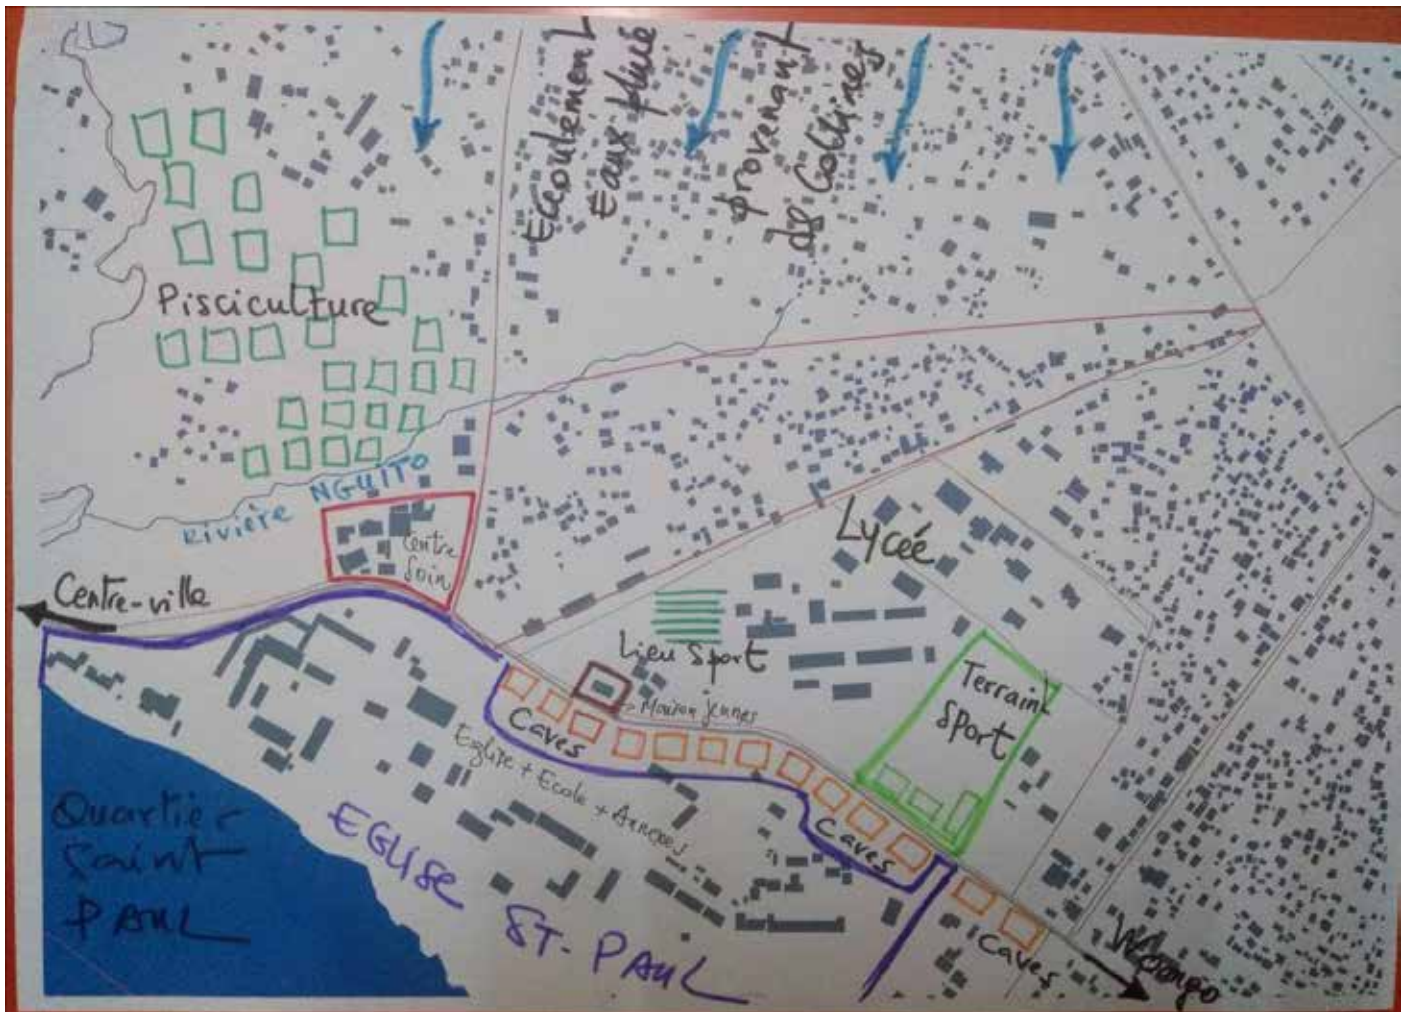 Ecoulement
Eaux pluie
provenant
des Collines
Pisciculture
RIVIÈRE NGUITO
Centre
Soin
Centre-ville
Lycée
Lieu Sport
Maison jeunes
Terrain
Sport
Caves
Eglise + Ecole + Annexes
Caves
EGLISE ST-PAUL
Quartier
Saint
PAUL
Caves